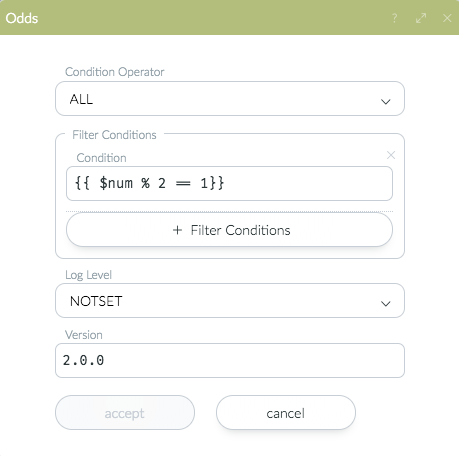 Odds
?
Condition Operator
ALL
Filter Conditions
Condition
{{ $num % 2 == 1}}
+ Filter Conditions
Log Level
NOTSET
Version
2.0.0
accept
cancel